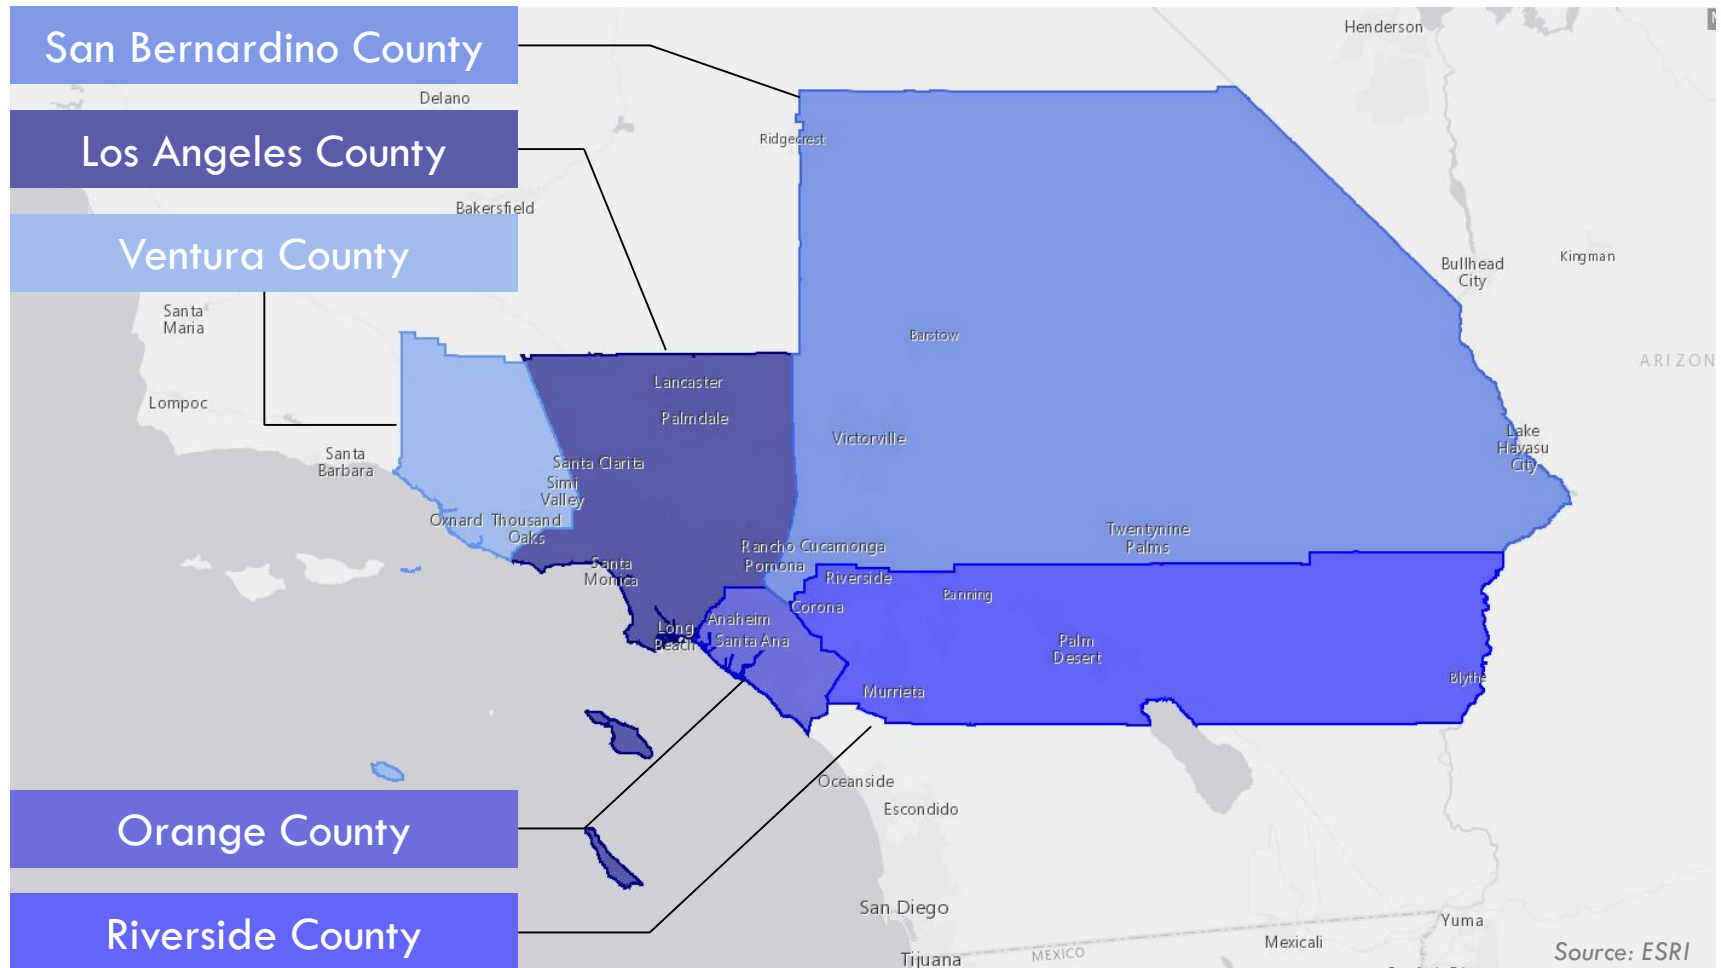 San Bernardino County
Los Angeles County
Ventura County
Orange County
Riverside County
Henderson
Delano
Ridgecrest
Bakersfield
Bullhead
City
Kingman
Santa
Maria
Barstow
ARIZON
Lancaster
Palmdale
Lompoc
Victorville
Lake
Havasu
City
Santa
Barbara
Santa Clarita
Simi
Valley
Oxnard
Thousand
Oaks
Twentynine
Palms
Rancho Cucamonga
Pomona
Santa
Monica
Riverside
Banning
Corona
Anaheim
Long
Beach
Santa Ana
Palm
Desert
Murrieta
Blythe
Oceanside
Escondido
San Diego
Yuma
Mexicali
MEXICO
Tijuana
Source: ESRI